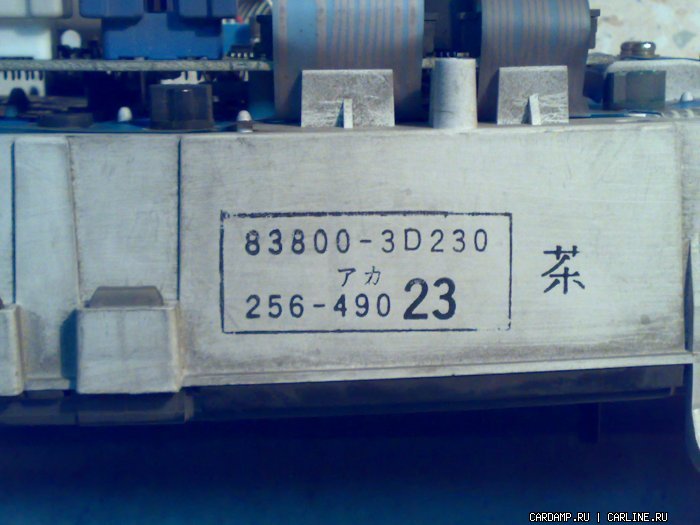 83800-3D230
アカ
256-490 23
茶
CARDAMP.RU | CARLINE.RU